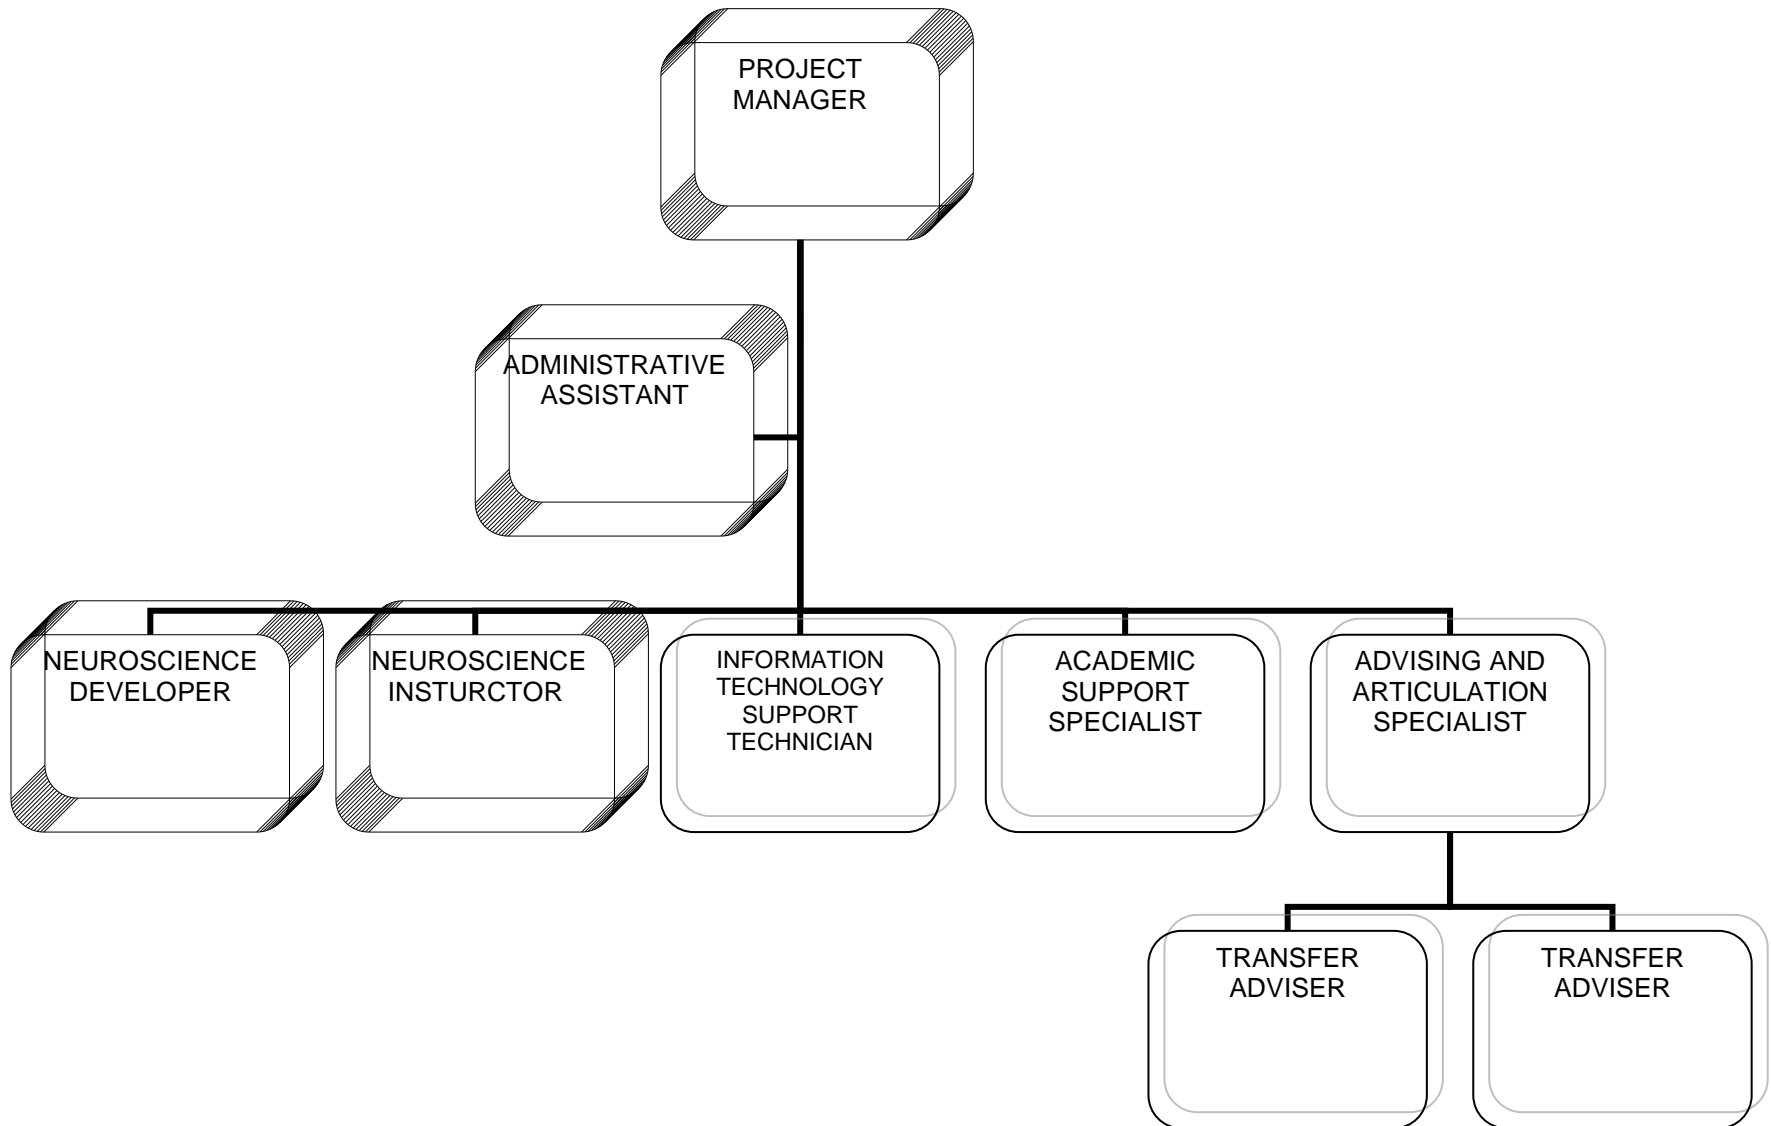 PROJECT
MANAGER
ADMINISTRATIVE
ASSISTANT
NEUROSCIENCE
DEVELOPER
NEUROSCIENCE
INSTURCTOR
INFORMATION
TECHNOLOGY
SUPPORT
TECHNICIAN
ACADEMIC
SUPPORT
SPECIALIST
ADVISING AND
ARTICULATION
SPECIALIST
TRANSFER
ADVISER
TRANSFER
ADVISER